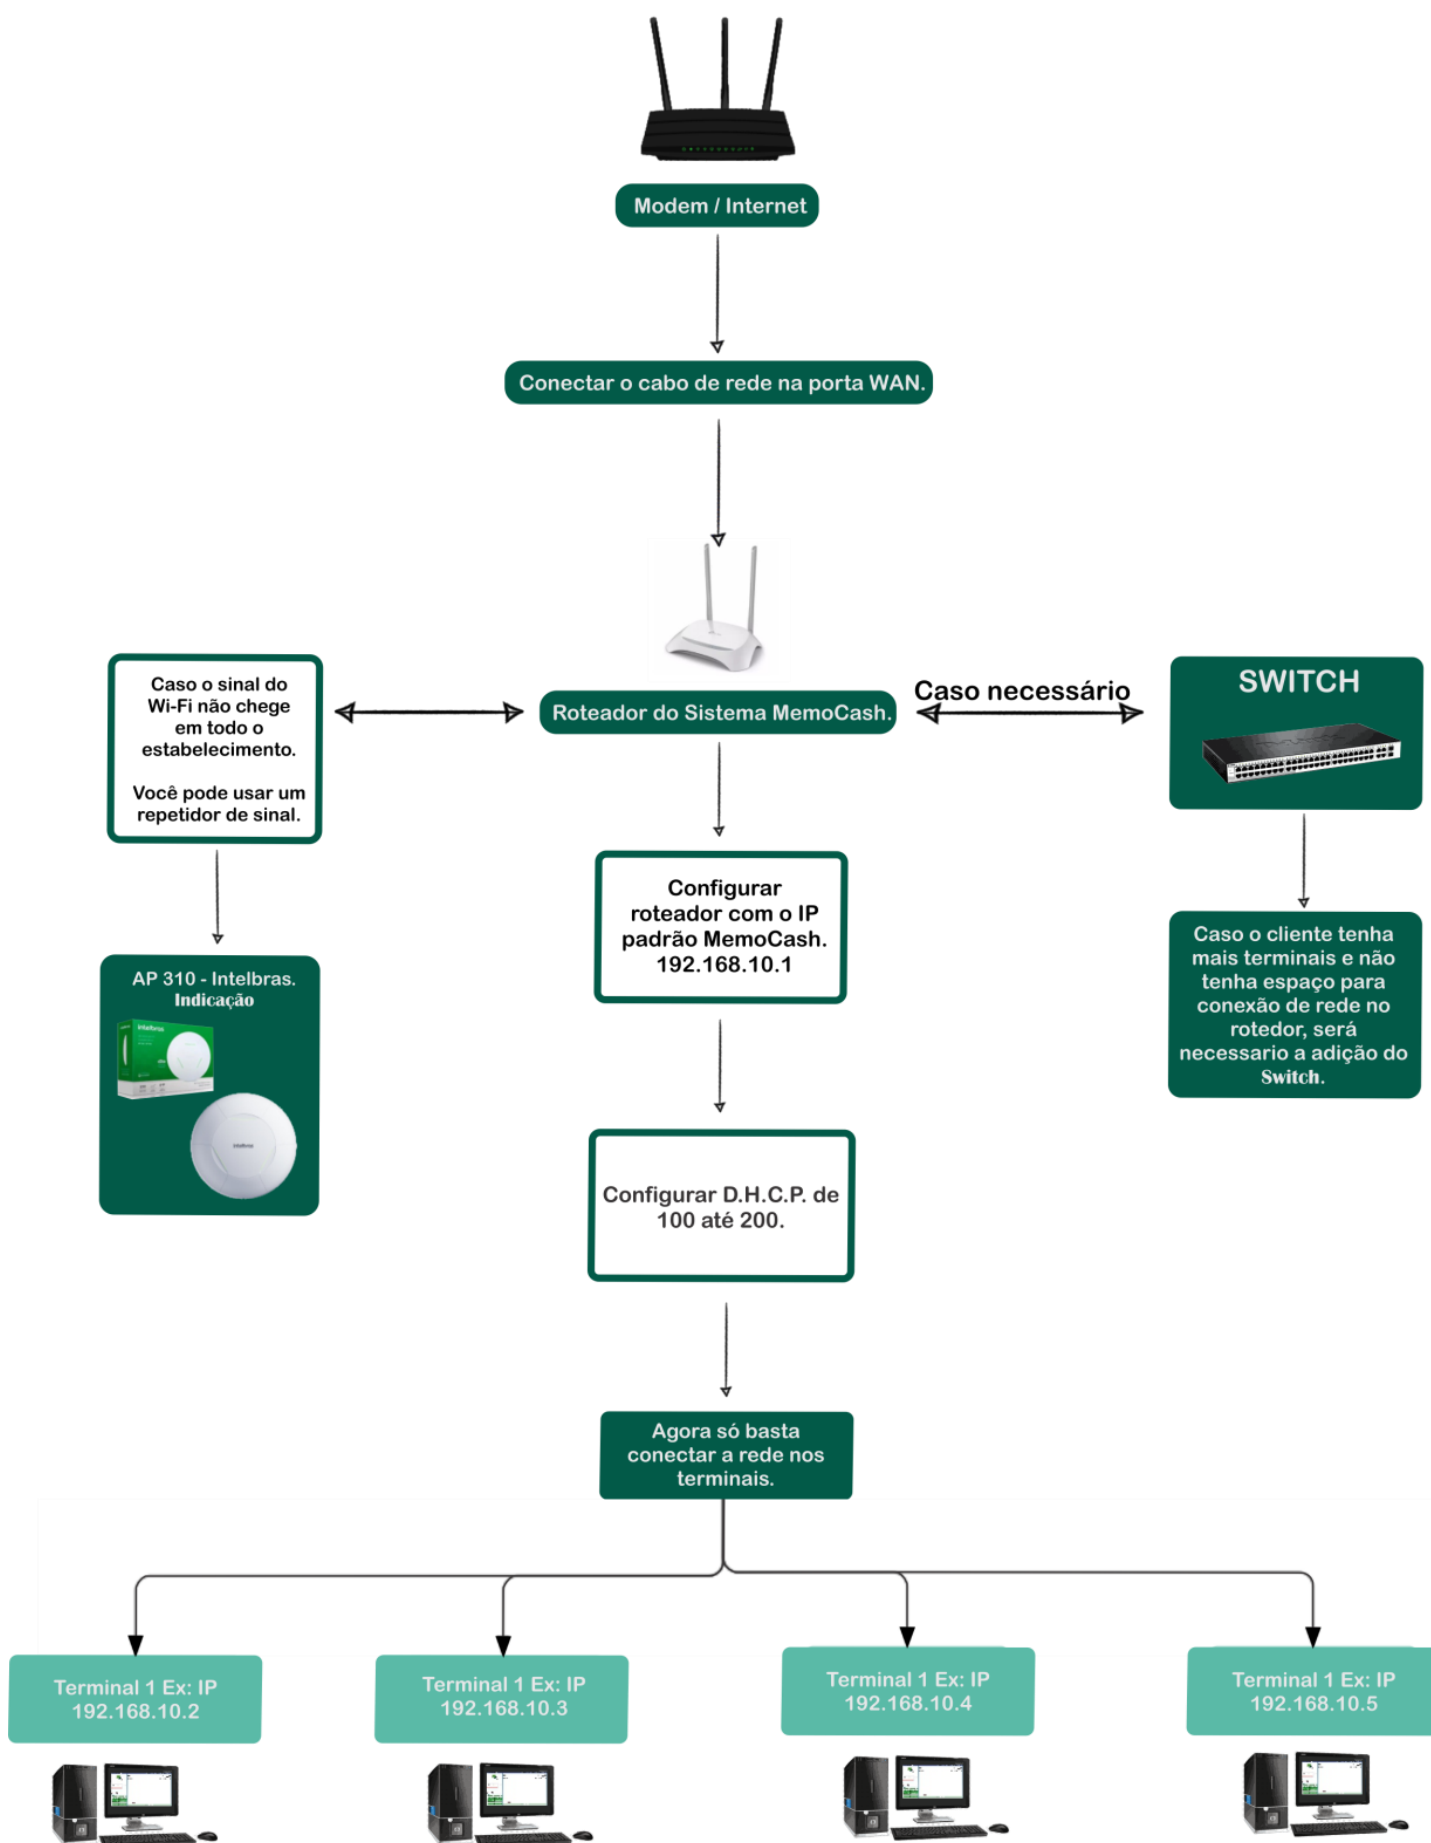 Modem / Internet
Conectar o cabo de rede na porta WAN.
Caso o sinal do
Wi-Fi não chege
em todo o
estabelecimento.
Você pode usar um
repetidor de sinal.
Roteador do Sistema MemoCash.
Caso necessário
SWITCH
Configurar
roteador com o IP
padrão MemoCash.
192.168.10.1
AP 310 - Intelbras.
Indicação
intelbras
intelbras
Caso o cliente tenha
mais terminais e não
tenha espaço para
conexão de rede no
rotedor, será
necessario a adição do
Switch.
Configurar D.H.C.P. de
100 até 200.
Agora só basta
conectar a rede nos
terminais.
Terminal 1 Ex: IP
192.168.10.2
Terminal 1 Ex: IP
192.168.10.3
Terminal 1 Ex: IP
192.168.10.4
Terminal 1 Ex: IP
192.168.10.5